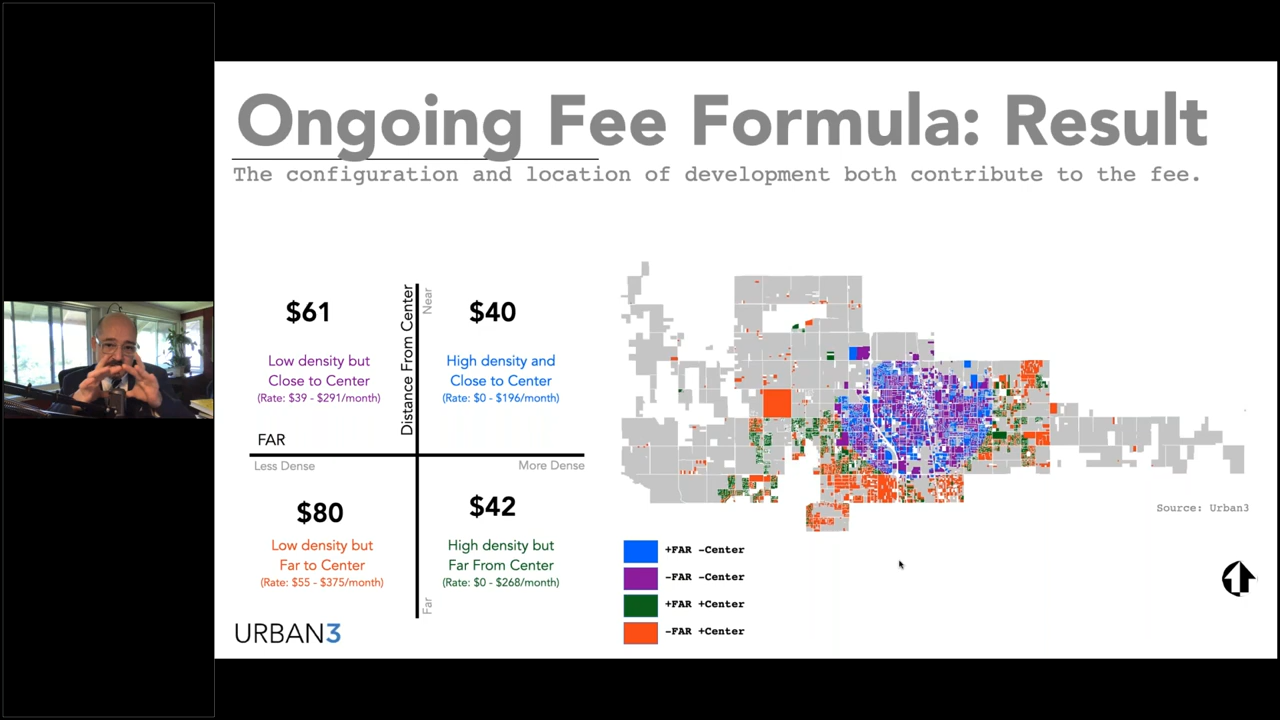 Ongoing Fee Formula: Result
The configuration and location of development both contribute to the fee.
$61
Low density but
Close to Center
(Rate: $39 - $291/month)
Distance From Center
Near
$40
High density and
Close to Center
(Rate: $0 - $196/month)
FAR
Less Dense
More Dense
$80
Low density but
Far to Center
(Rate: $55 - $375/month)
Far
$42
High density but
Far From Center
(Rate: $0 - $268/month)
URBAN3
+FAR -Center
-FAR -Center
+FAR +Center
-FAR +Center
Source: Urban3